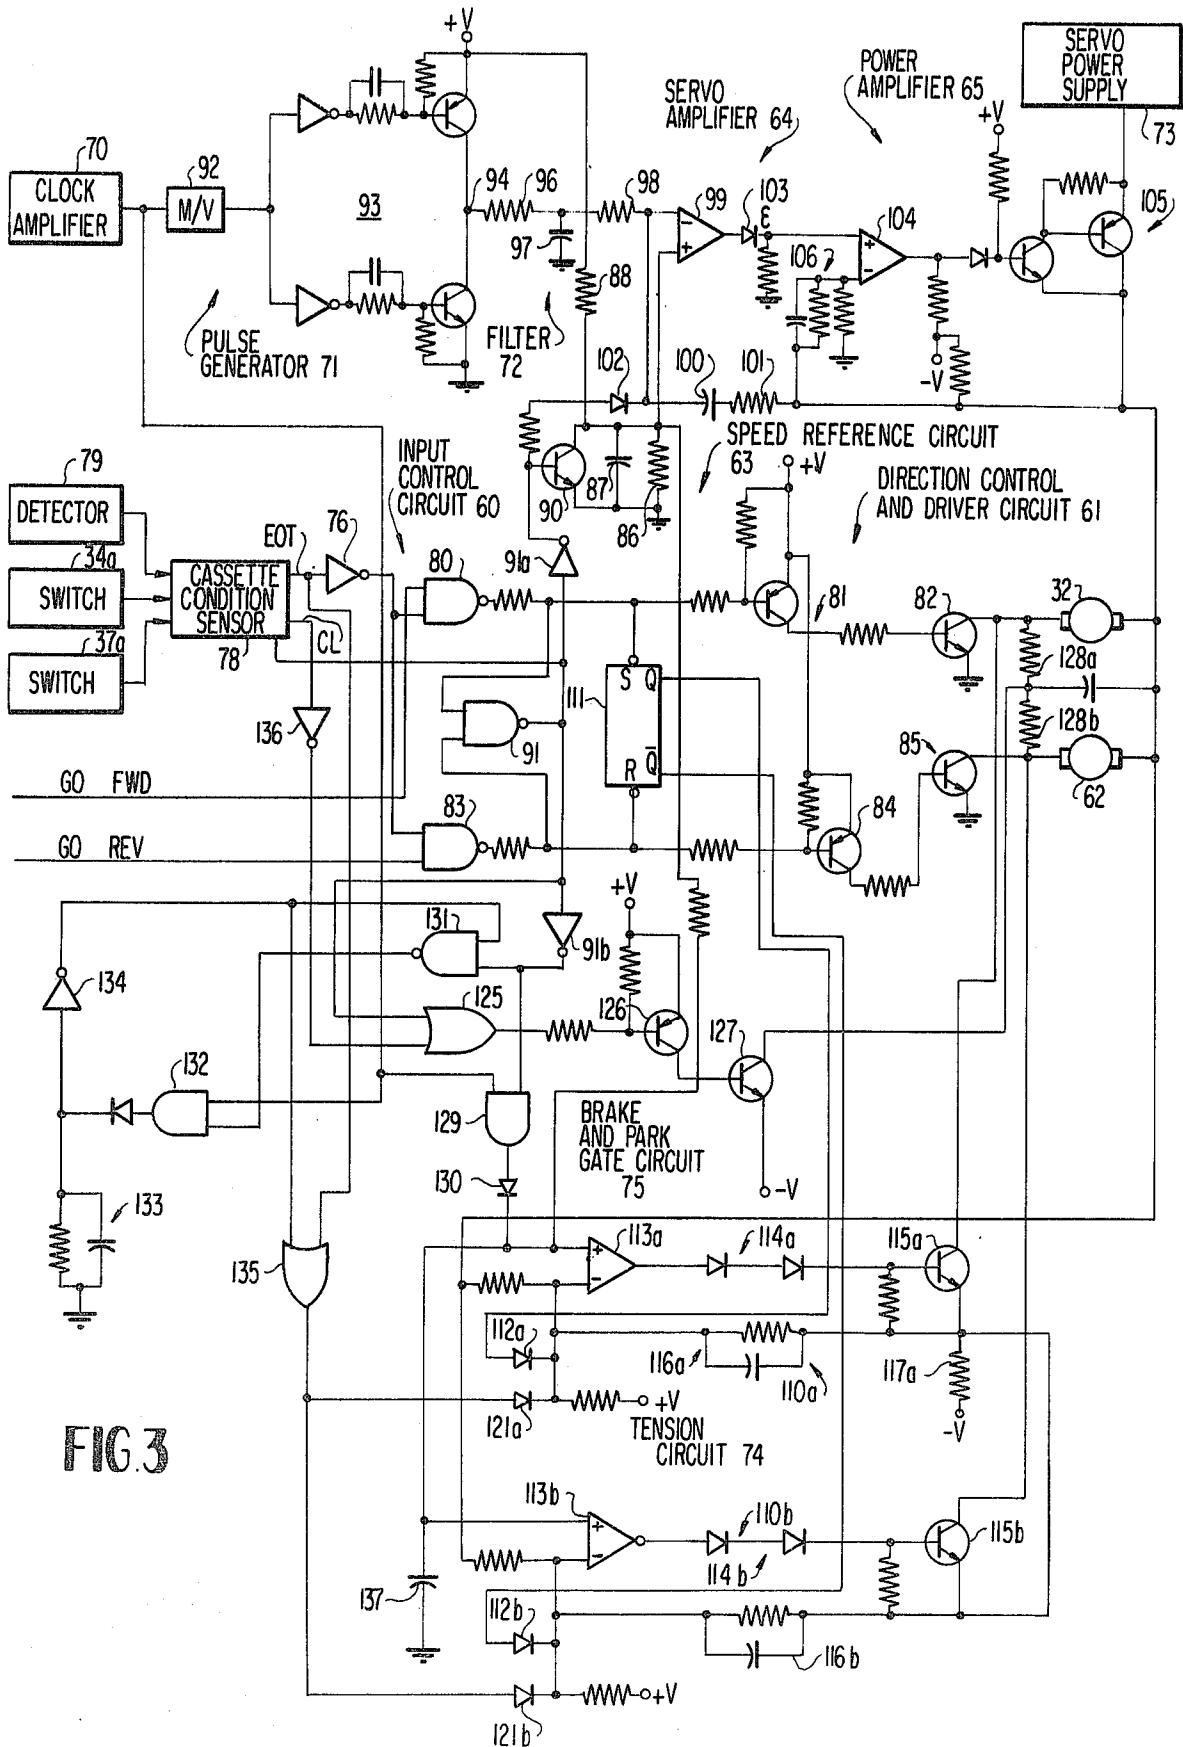 +V
SERVO
POWER
SUPPLY
73
POWER
AMPLIFIER 65
SERVO
AMPLIFIER 64
+V
70
CLOCK
AMPLIFIER
92
M/V
93
94
96
98
99
103
ε
104
105
97
106
88
PULSE
GENERATOR 71
FILTER
72
102
100
101
-V
SPEED REFERENCE CIRCUIT
63
+V
DIRECTION CONTROL
AND DRIVER CIRCUIT 61
INPUT
CONTROL
CIRCUIT 60
90
87
86
79
DETECTOR
34a
SWITCH
37a
SWITCH
CASSETTE
CONDITION
SENSOR
78
EOT
76
CL
80
91a
81
82
32
128a
128b
62
136
91
111
S Q
R Q̅
85
84
GO FWD
GO REV
83
+V
131
91b
134
125
126
127
132
129
130
133
135
BRAKE
AND PARK
GATE CIRCUIT
75
-V
+
-
113a
114a
115a
112a
116a
110a
117a
-V
121a
+V
TENSION
CIRCUIT 74
FIG.3
113b
+
-
110b
114b
115b
137
112b
116b
121b
+V